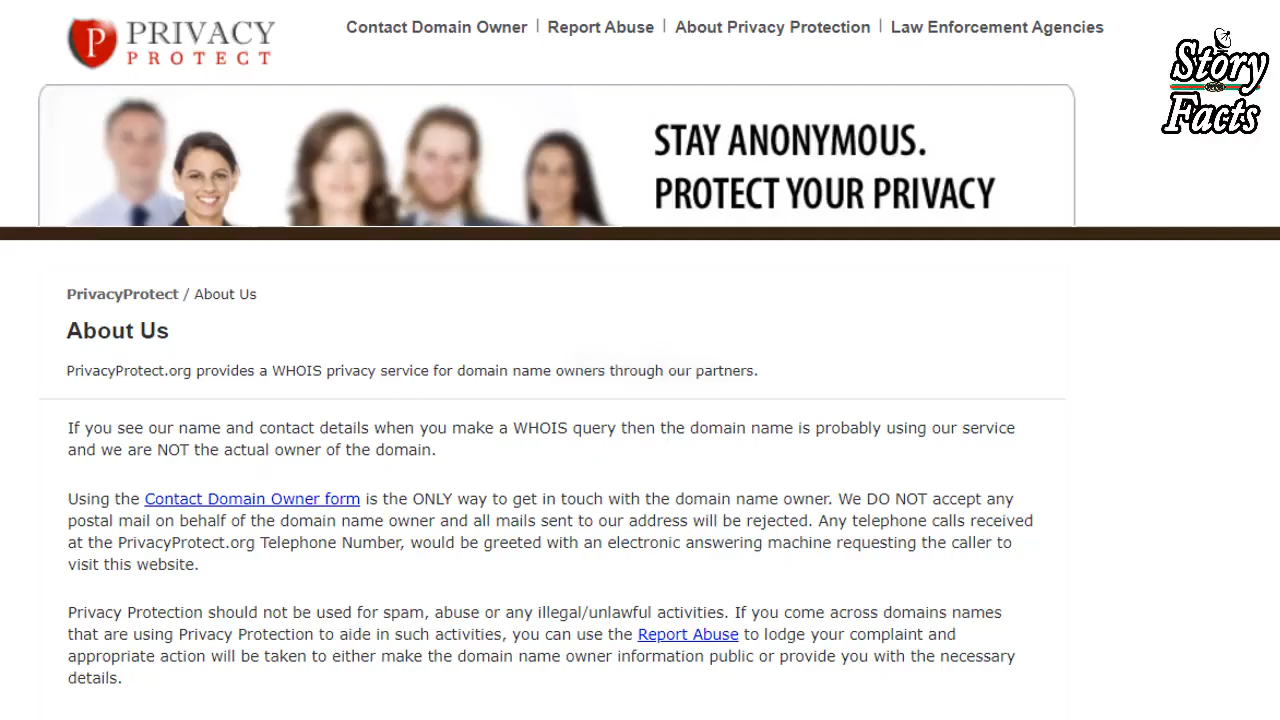 PRIVACY
PROTECT
Contact Domain Owner | Report Abuse | About Privacy Protection | Law Enforcement Agencies
Story
Facts
STAY ANONYMOUS.
PROTECT YOUR PRIVACY
PrivacyProtect / About Us
About Us
PrivacyProtect.org provides a WHOIS privacy service for domain name owners through our partners.
If you see our name and contact details when you make a WHOIS query then the domain name is probably using our service
and we are NOT the actual owner of the domain.
Using the Contact Domain Owner form is the ONLY way to get in touch with the domain name owner. We DO NOT accept any
postal mail on behalf of the domain name owner and all mails sent to our address will be rejected. Any telephone calls received
at the PrivacyProtect.org Telephone Number, would be greeted with an electronic answering machine requesting the caller to
visit this website.
Privacy Protection should not be used for spam, abuse or any illegal/unlawful activities. If you come across domains names
that are using Privacy Protection to aide in such activities, you can use the Report Abuse to lodge your complaint and
appropriate action will be taken to either make the domain name owner information public or provide you with the necessary
details.